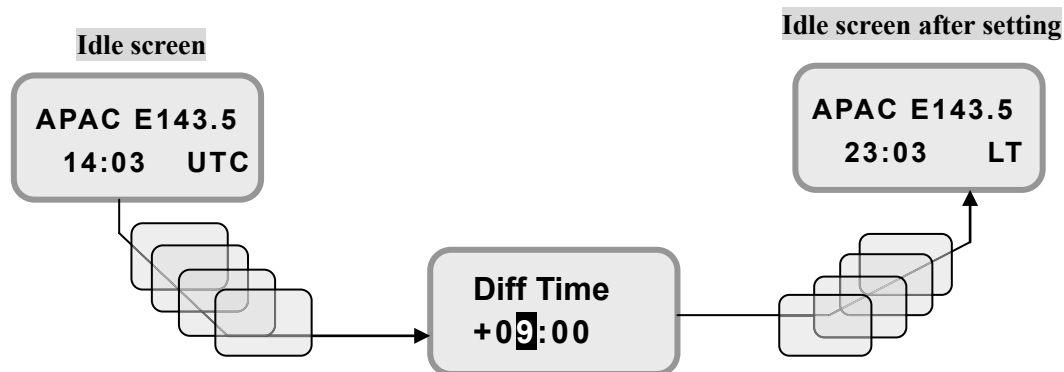 Idle screen
APAC E143.5
14:03 UTC
Diff Time
+09:00
Idle screen after setting
APAC E143.5
23:03 LT